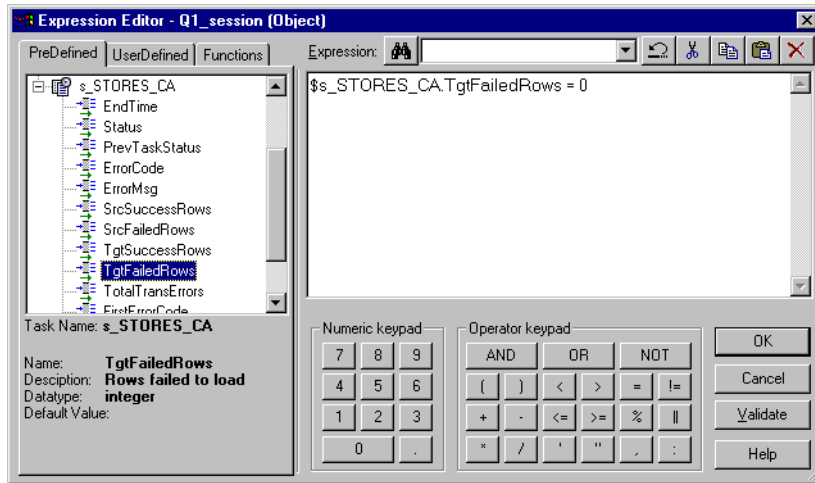 Expression Editor - Q1_session (Object)
PreDefined UserDefined Functions
Expression:
s_STORES_CA
EndTime
Status
PrevTaskStatus
ErrorCode
ErrorMsg
SrcSuccessRows
SrcFailedRows
TgtSuccessRows
TgtFailedRows
TotalTransErrors
FirstErrorCode
$s_STORES_CA.TgtFailedRows = 0
Task Name: s_STORES_CA
Name: TgtFailedRows
Desciption: Rows failed to load
Datatype: integer
Default Value:
Numeric keypad
7 8 9
4 5 6
1 2 3
0 .
Operator keypad
AND OR NOT
( ) < > = !=
+ - <= >= % ||
* / ' " , :
OK
Cancel
Validate
Help